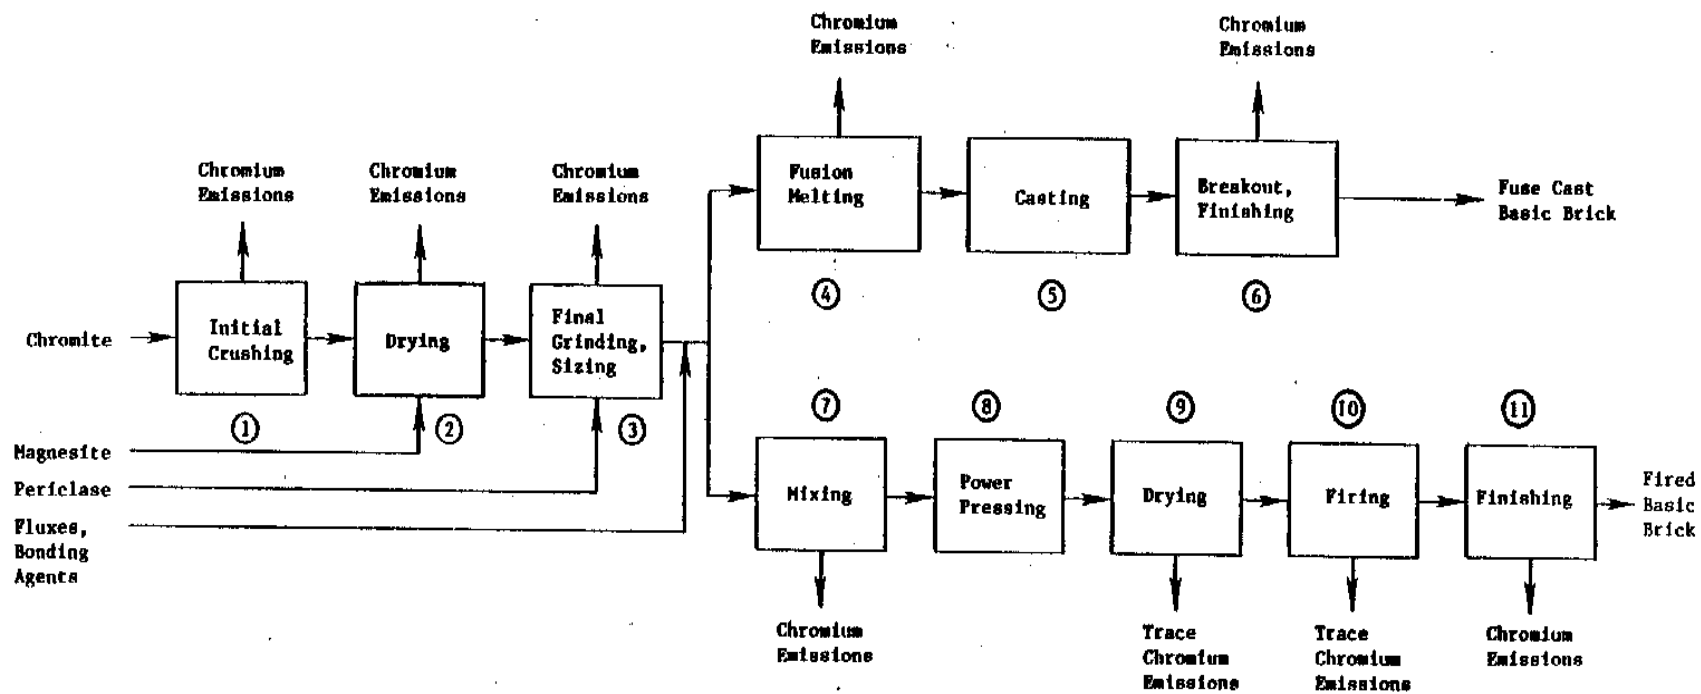 Chromium
Emissions
Chromium
Emissions
Chromium
Emissions
Chromium
Emissions
Chromium
Emissions
Fusion
Melting
Casting
Breakout,
Finishing
Fuse Cast
Basic Brick
4
5
6
Chromite
Initial
Crushing
Drying
Final
Grinding,
Sizing
1
2
3
Magnesite
Periclase
Fluxes,
Bonding
Agents
7
8
9
10
11
Mixing
Power
Pressing
Drying
Firing
Finishing
Fired
Basic
Brick
Chromium
Emissions
Trace
Chromium
Emissions
Trace
Chromium
Emissions
Chromium
Emissions